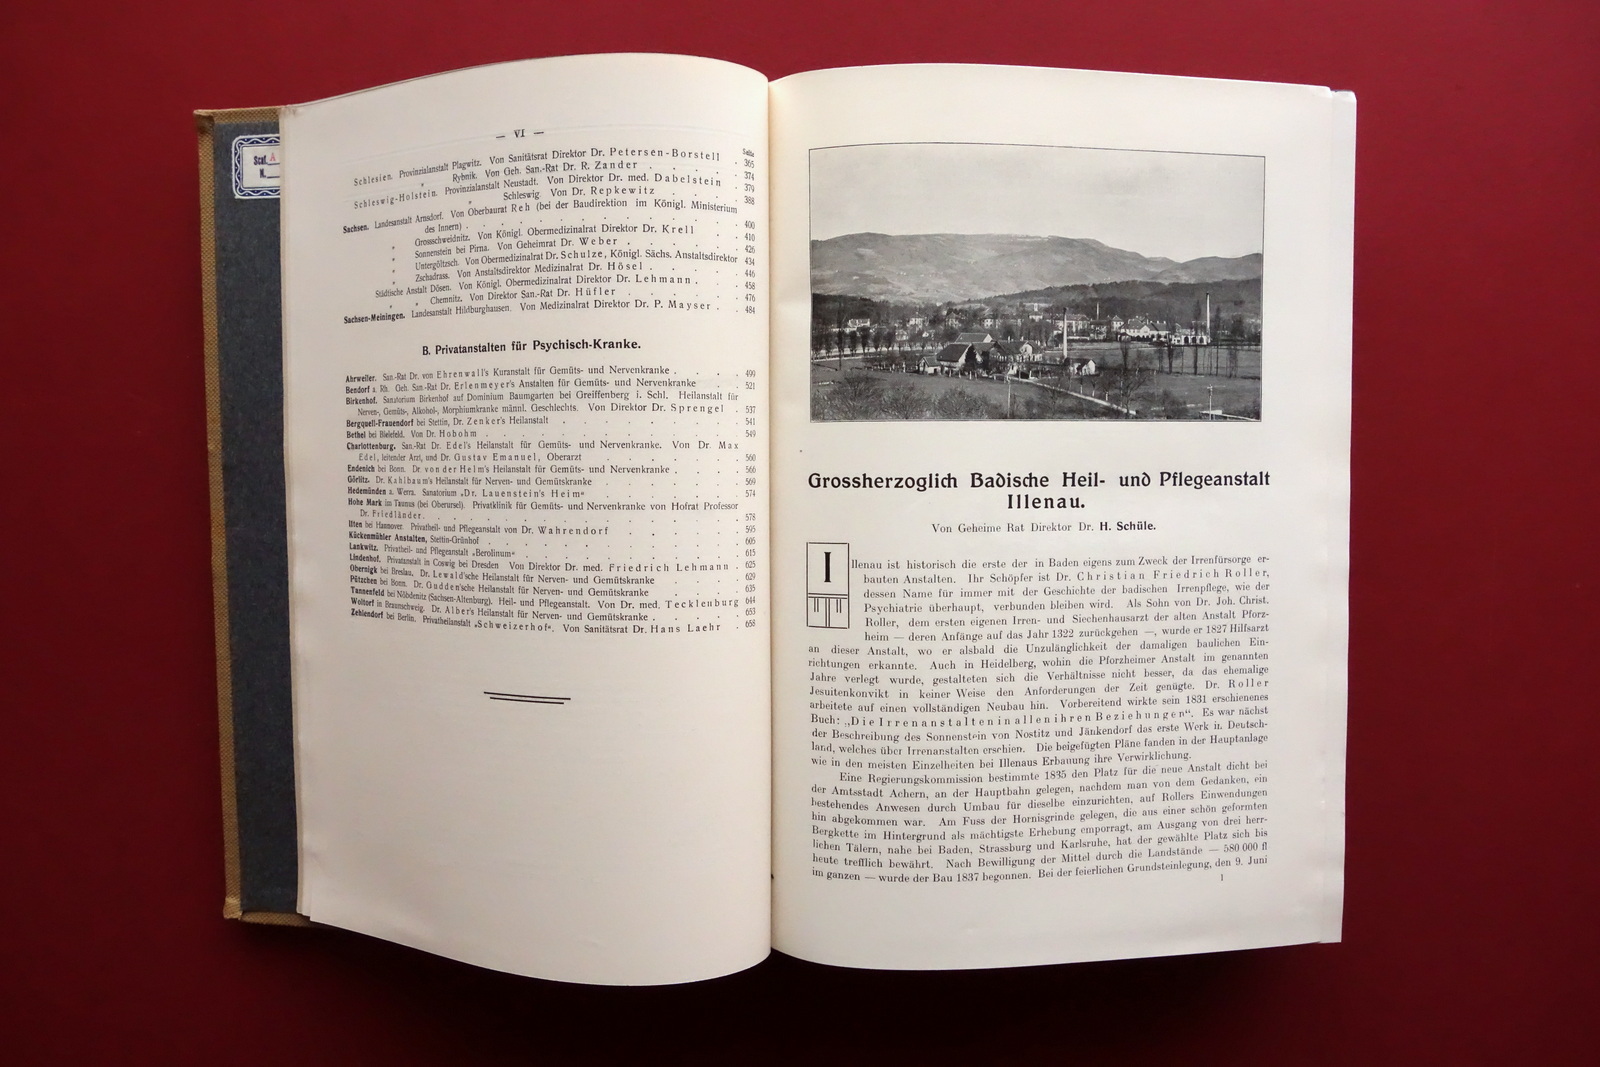 Scaf. A
N.
— VI —
Seite
Schlesien. Provinzialanstalt Plagwitz. Von Sanitätsrat Direktor Dr. Petersen-Borstell . 365
„ Rybnik. Von Geh. San.-Rat Dr. R. Zander . . . . 374
Schleswig-Holstein. Provinzialanstalt Neustadt. Von Direktor Dr. med. Dabelstein . 379
„ Schleswig. Von Dr. Repkewitz . . . . 388
Sachsen. Landesanstalt Arnsdorf. Von Oberbaurat Reh (bei der Baudirektion im Königl. Ministerium
des Innern) . . . . . . . . 400
„ Grossschweidnitz. Von Königl. Obermedizinalrat Direktor Dr. Krell . . 410
„ Sonnenstein bei Pirna. Von Geheimrat Dr. Weber . . . . 426
„ Untergöltzsch. Von Obermedizinalrat Dr. Schulze, Königl. Sächs. Anstaltsdirektor 434
„ Zschadrass. Von Anstaltsdirektor Medizinalrat Dr. Hösel . . . . 446
Städtische Anstalt Dösen. Von Königl. Obermedizinalrat Direktor Dr. Lehmann . . 458
„ „ Chemnitz. Von Direktor San.-Rat Dr. Hüfler . . . . 476
Sachsen-Meiningen. Landesanstalt Hildburghausen. Von Medizinalrat Direktor Dr. P. Mayser . . 484
B. Privatanstalten für Psychisch-Kranke.
Ahrweiler. San.-Rat Dr. von Ehrenwall's Kuranstalt für Gemüts- und Nervenkranke . . . . 499
Bendorf a. Rh. Geh. San.-Rat Dr. Erlenmeyer's Anstalten für Gemüts- und Nervenkranke . . 521
Birkenhof. Sanatorium Birkenhof auf Dominium Baumgarten bei Greiffenberg i. Schl. Heilanstalt für
Nerven-, Gemüts-, Alkohol-, Morphiumkranke männl. Geschlechts. Von Direktor Dr. Sprengel . 537
Bergquell-Frauendorf bei Stettin, Dr. Zenker's Heilanstalt . . . . . . 541
Bethel bei Bielefeld. Von Dr. Hobohm . . . . . . . . 549
Charlottenburg. San.-Rat Dr. Edel's Heilanstalt für Gemüts- und Nervenkranke. Von Dr. Max
Edel, leitender Arzt, und Dr. Gustav Emanuel, Oberarzt . . . . . 560
Endenich bei Bonn. Dr. von der Helm's Heilanstalt für Gemüts- und Nervenkranke . . . . 566
Görlitz. Dr. Kahlbaum's Heilanstalt für Nerven- und Gemütskranke . . . . . 569
Hedemünden a. Werra. Sanatorium „Dr. Lauenstein's Heim“ . . . . . . 574
Hohe Mark im Taunus (bei Oberursel). Privatklinik für Gemüts- und Nervenkranke von Hofrat Professor
Dr. Friedländer. . . . . . . . . . 578
Ilten bei Hannover. Privatheil- und Pflegeanstalt von Dr. Wahrendorf . . . . . 595
Kückenmühler Anstalten, Stettin-Grünhof . . . . . . . . 605
Lankwitz. Privatheil- und Pflegeanstalt „Berolinum“ . . . . . . . 615
Lindenhof. Privatanstalt in Coswig bei Dresden Von Direktor Dr. med. Friedrich Lehmann . 625
Obernigk bei Breslau, Dr. Lewald'sche Heilanstalt für Nerven- und Gemütskranke . . . 629
Pützchen bei Bonn. Dr. Gudden'sche Heilanstalt für Nerven- und Gemütskranke . . . 635
Tannenfeld bei Nöbdenitz (Sachsen-Altenburg). Heil- und Pflegeanstalt. Von Dr. med. Tecklenburg 644
Woltorf in Braunschweig. Dr. Alber's Heilanstalt für Nerven- und Gemütskranke . . . . 653
Zehlendorf bei Berlin. Privatheilanstalt „Schweizerhof“. Von Sanitätsrat Dr. Hans Laehr . 658
Grossherzoglich Badische Heil- und Pflegeanstalt
Illenau.
Von Geheime Rat Direktor Dr. H. Schüle.
Illenau ist historisch die erste der in Baden eigens zum Zweck der Irrenfürsorge er-
bauten Anstalten. Ihr Schöpfer ist Dr. Christian Friedrich Roller,
dessen Name für immer mit der Geschichte der badischen Irrenpflege, wie der
Psychiatrie überhaupt, verbunden bleiben wird. Als Sohn von Dr. Joh. Christ.
Roller, dem ersten eigenen Irren- und Siechenhausarzt der alten Anstalt Pforz-
heim — deren Anfänge auf das Jahr 1322 zurückgehen —, wurde er 1827 Hilfsarzt
an dieser Anstalt, wo er alsbald die Unzulänglichkeit der damaligen baulichen Ein-
richtungen erkannte. Auch in Heidelberg, wohin die Pforzheimer Anstalt im genannten
Jahre verlegt wurde, gestalteten sich die Verhältnisse nicht besser, da das ehemalige
Jesuitenkonvikt in keiner Weise den Anforderungen der Zeit genügte. Dr. Roller
arbeitete auf einen vollständigen Neubau hin. Vorbereitend wirkte sein 1831 erschienenes
Buch: „Die Irrenanstalten in allen ihren Beziehungen“. Es war nächst
der Beschreibung des Sonnenstein von Nostitz und Jänkendorf das erste Werk in Deutsch-
land, welches über Irrenanstalten erschien. Die beigefügten Pläne fanden in der Hauptanlage
wie in den meisten Einzelheiten bei Illenaus Erbauung ihre Verwirklichung.
Eine Regierungskommission bestimmte 1835 den Platz für die neue Anstalt dicht bei
der Amtsstadt Achern, an der Hauptbahn gelegen, nachdem man von dem Gedanken, ein
bestehendes Anwesen durch Umbau für dieselbe einzurichten, auf Rollers Einwendungen
hin abgekommen war. Am Fuss der Hornisgrinde gelegen, die aus einer schön geformten
Bergkette im Hintergrund als mächtigste Erhebung emporragt, am Ausgang von drei herr-
lichen Tälern, nahe bei Baden, Strassburg und Karlsruhe, hat der gewählte Platz sich bis
heute trefflich bewährt. Nach Bewilligung der Mittel durch die Landstände — 580 000 fl
im ganzen — wurde der Bau 1837 begonnen. Bei der feierlichen Grundsteinlegung, den 9. Juni
1